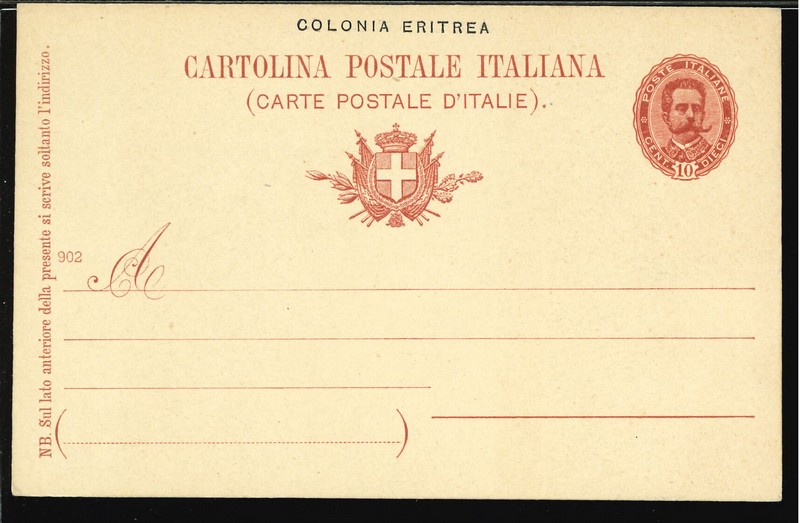 COLONIA ERITREA
CARTOLINA POSTALE ITALIANA
(CARTE POSTALE D'ITALIE).
POSTE ITALIANE
CENT. DIECI
10
NB. Sul lato anteriore della presente si scrive soltanto l'indirizzo.
902
A